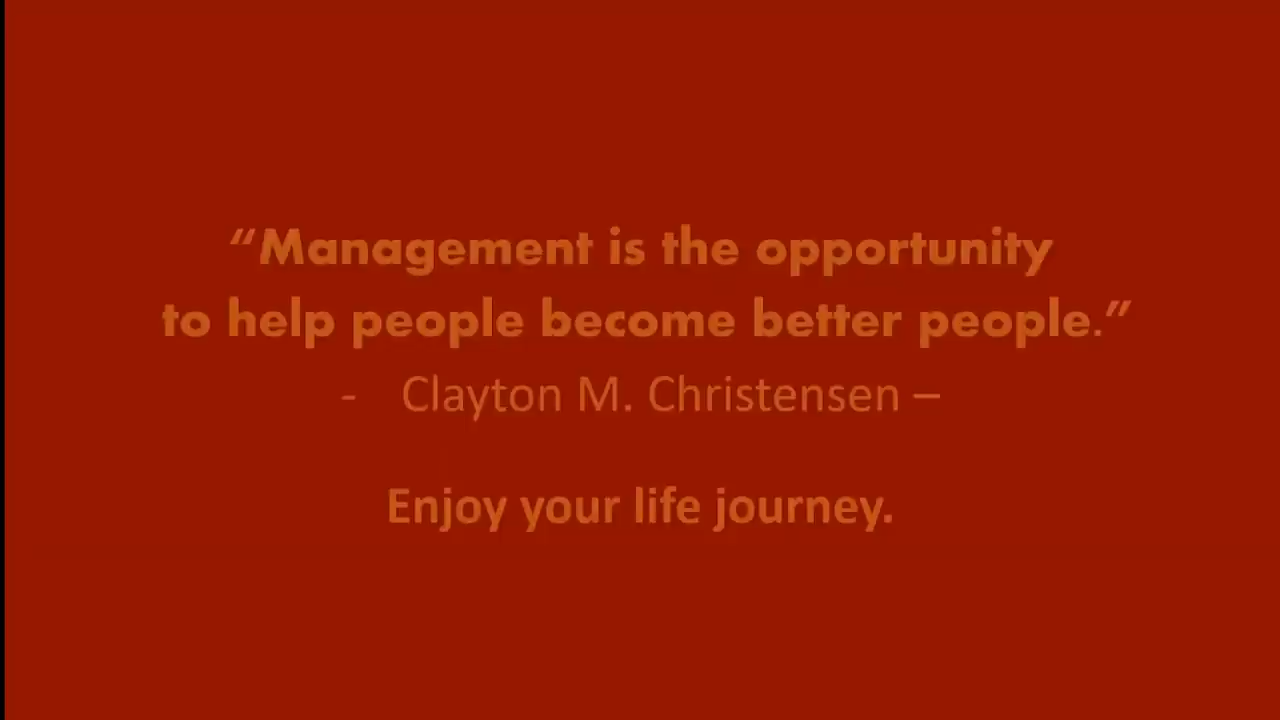 “Management is the opportunity
to help people become better people.”
- Clayton M. Christensen –
Enjoy your life journey.